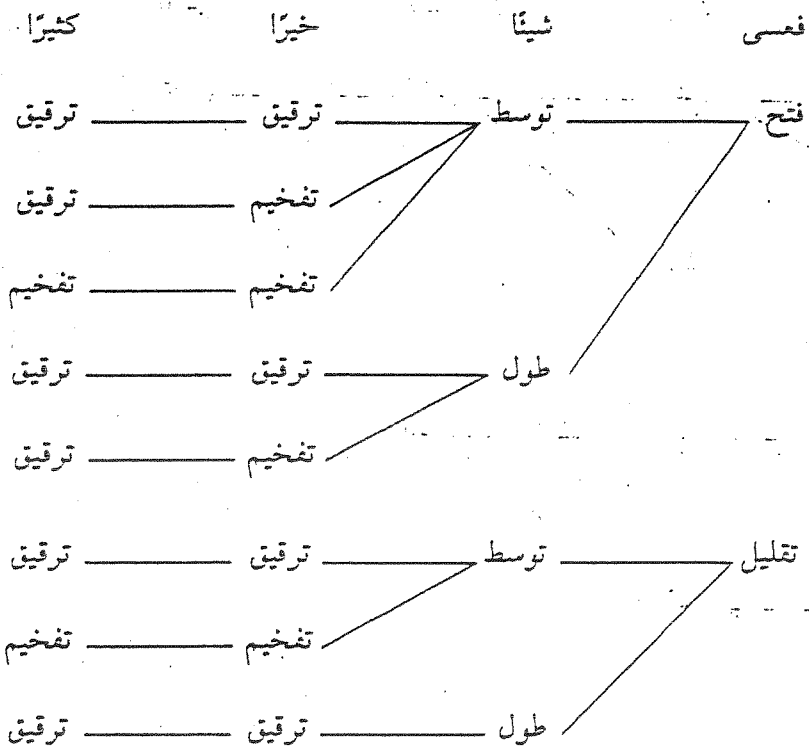 فعسى شيئًا خيرًا كثيرًا
فتح توسط ترقيق ترقيق
تفخيم ترقيق
تفخيم تفخيم
طول ترقيق ترقيق
تفخيم ترقيق
تقليل توسط ترقيق ترقيق
تفخيم تفخيم
طول ترقيق ترقيق